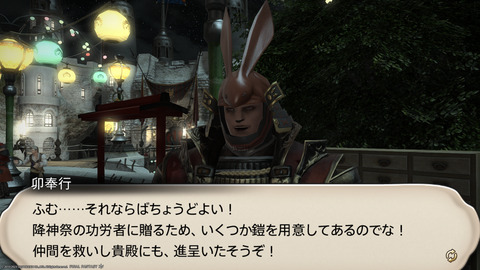 卯奉行
ふむ……それならばちょうどよい！
降神祭の功労者に贈るため、いくつか鎧を用意してあるのでな！
仲間を救いし貴殿にも、進呈いたそうぞ！